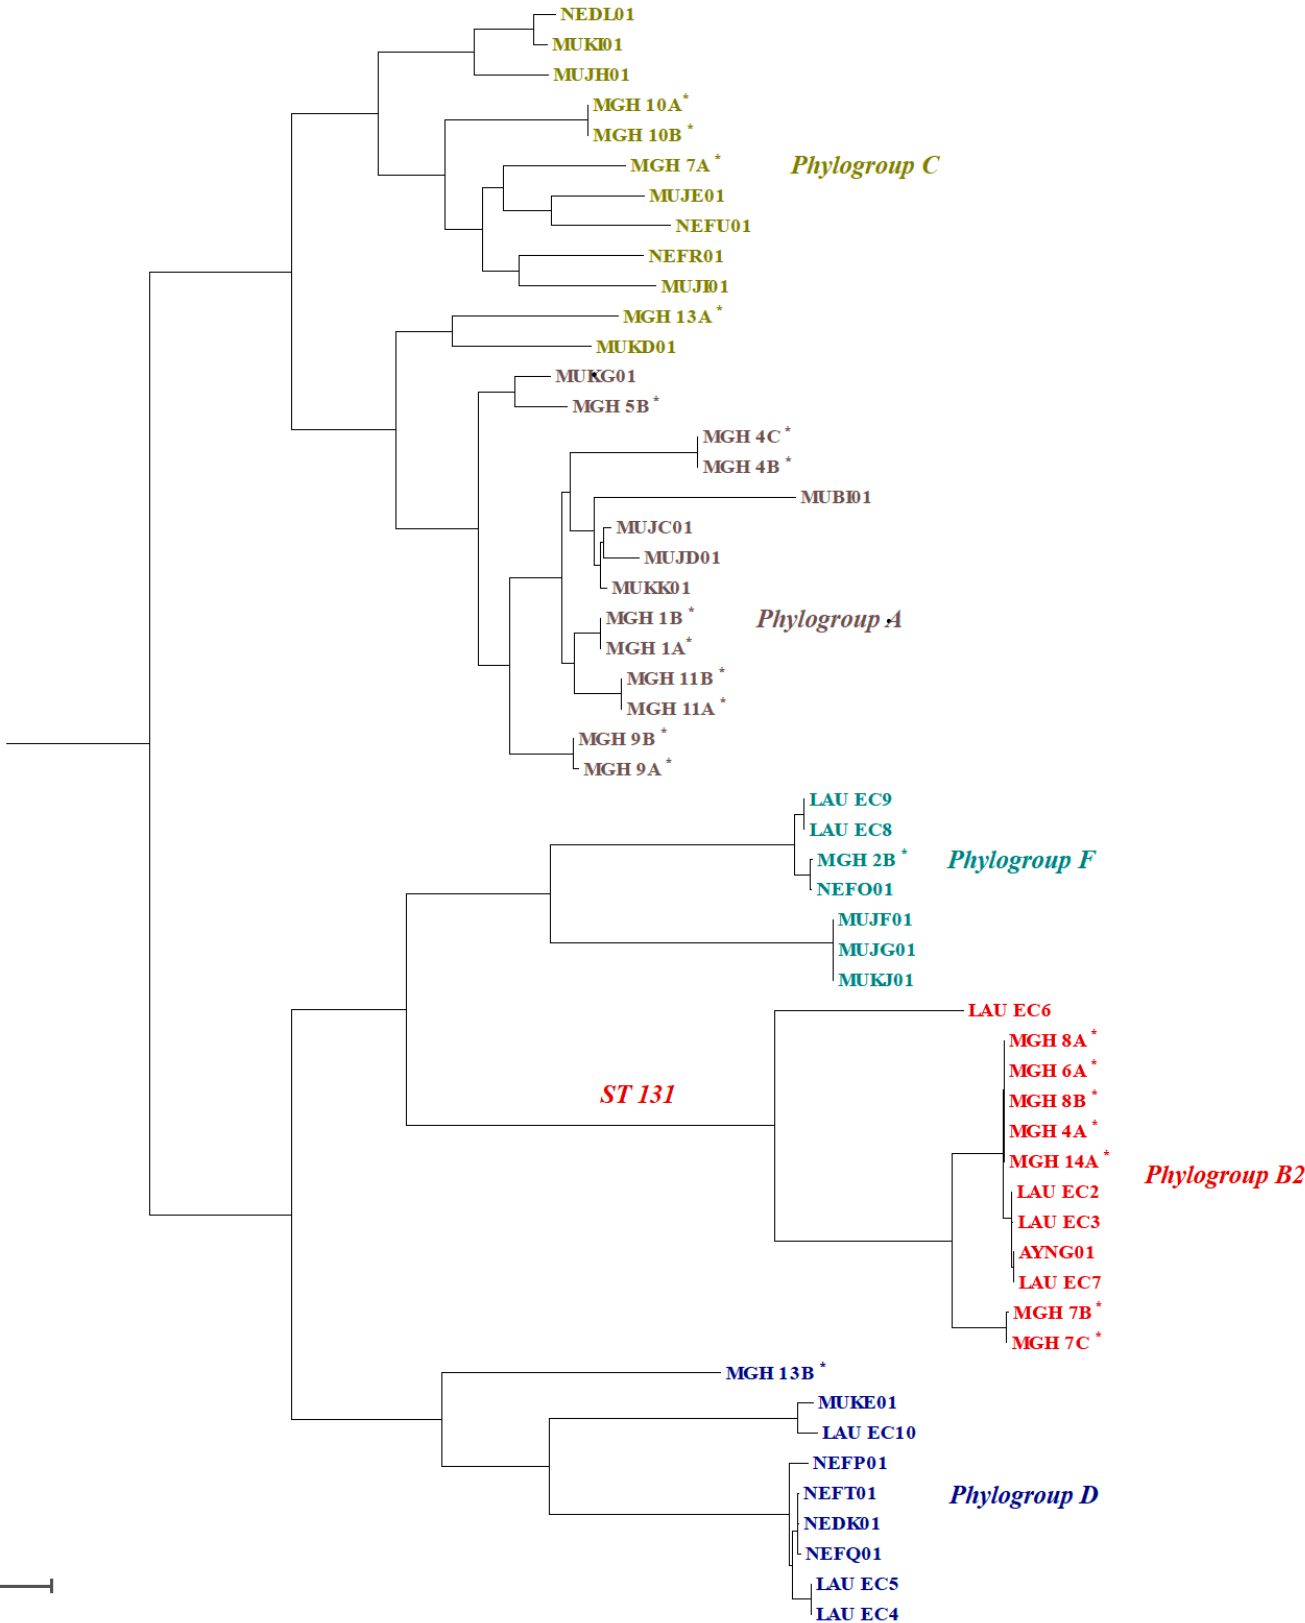 NEDL01
MUKI01
MUJH01
MGH 10A*
MGH 10B *
MGH 7A *
Phylogroup C
MUJE01
NEFU01
NEFR01
MUJI01
MGH 13A*
MUKD01
MUKG01
MGH 5B *
MGH 4C *
MGH 4B *
MUBI01
MUJC01
MUJD01
MUKK01
MGH 1B *
Phylogroup A
MGH 1A*
MGH 11B *
MGH 11A *
MGH 9B *
MGH 9A *
LAU EC9
LAU EC8
MGH 2B *
Phylogroup F
NEFO01
MUJF01
MUJG01
MUKJ01
LAU EC6
MGH 8A *
MGH 6A *
ST 131
MGH 8B *
MGH 4A *
MGH 14A *
Phylogroup B2
LAU EC2
LAU EC3
AYNG01
LAU EC7
MGH 7B *
MGH 7C *
MGH 13B *
MUKE01
LAU EC10
NEFP01
NEFT01
Phylogroup D
NEDK01
NEFQ01
LAU EC5
LAU EC4